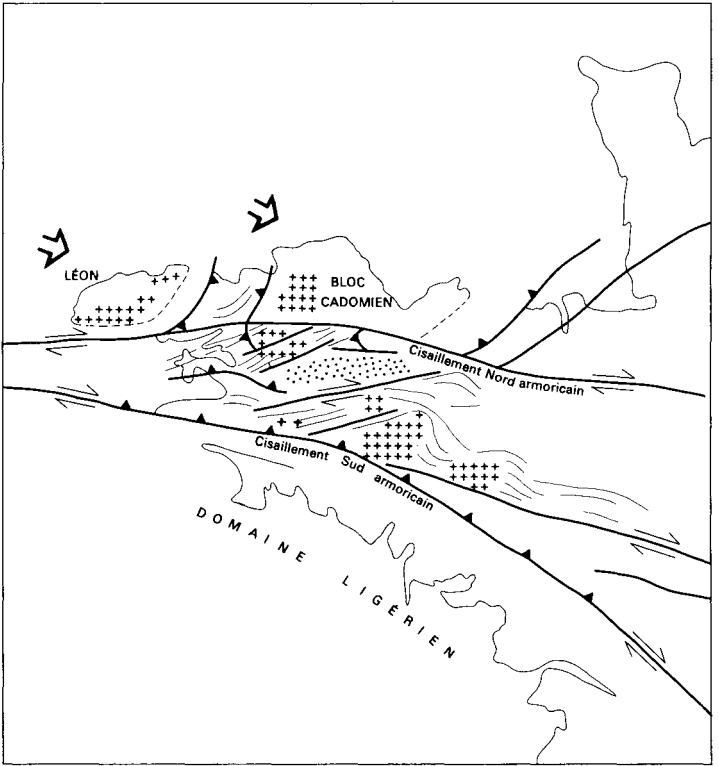 LÉON
BLOC
CADOMIEN
Cisaillement Nord armoricain
Cisaillement Sud armoricain
DOMAINE LIGÉRIEN